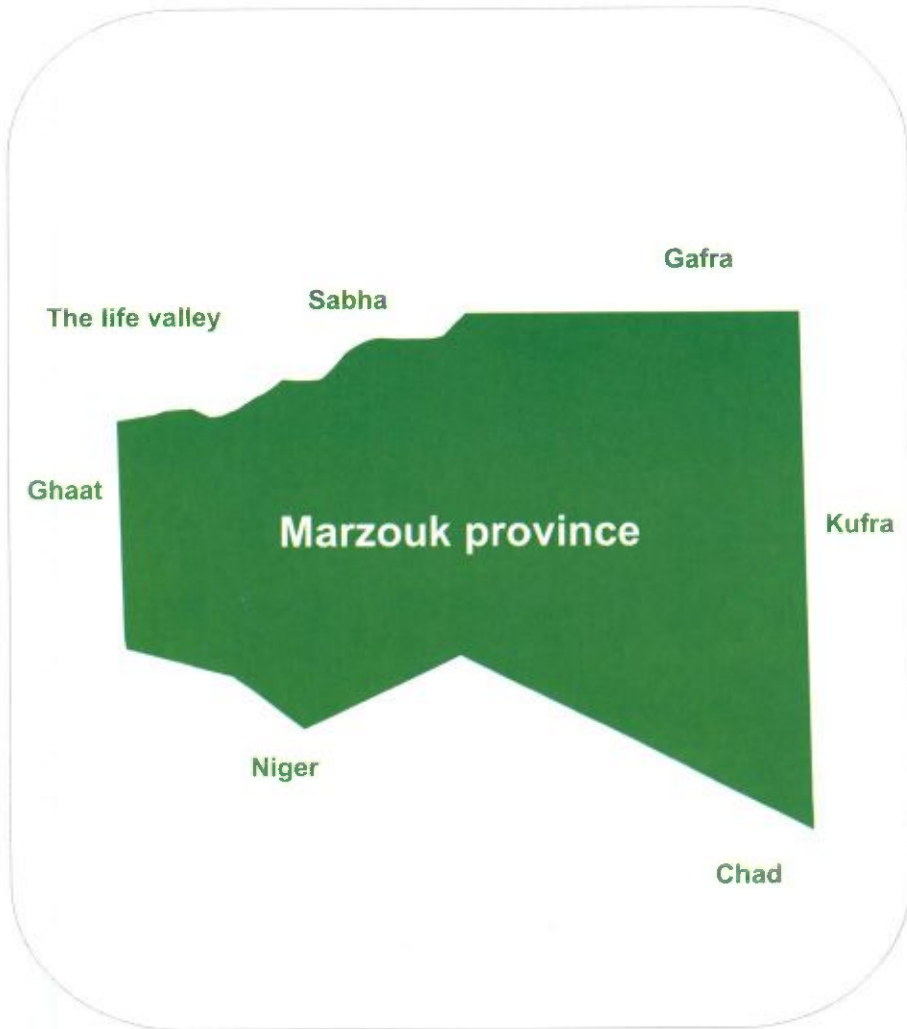 Gafra
Sabha
The life valley
Ghaat
Marzouk province
Kufra
Niger
Chad